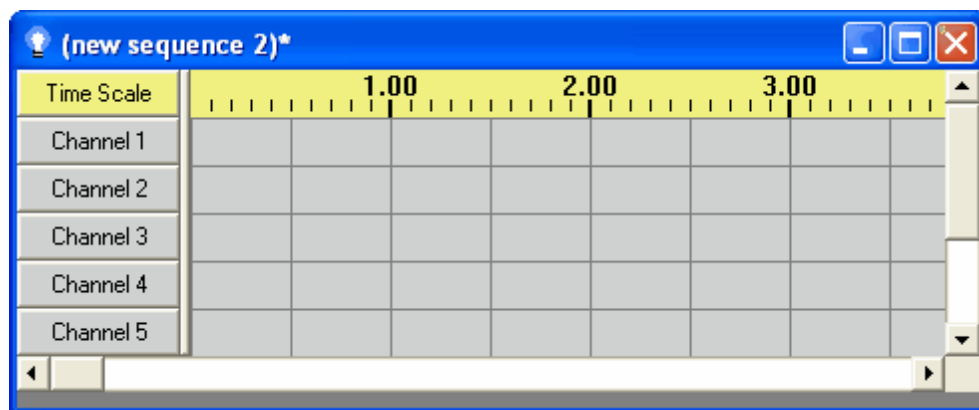 (new sequence 2)*
Time Scale 1.00 2.00 3.00
Channel 1
Channel 2
Channel 3
Channel 4
Channel 5